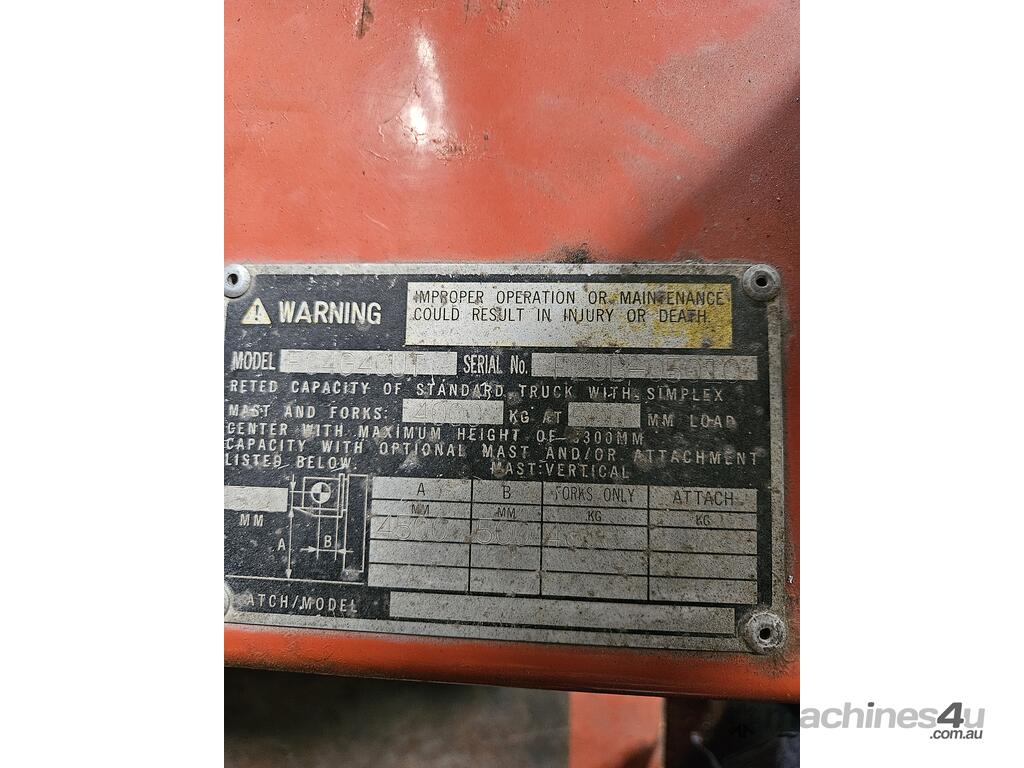 WARNING
IMPROPER OPERATION OR MAINTENANCE
COULD RESULT IN INJURY OR DEATH.
MODEL
SERIAL No.
RETED CAPACITY OF STANDARD TRUCK WITH SIMPLEX
MAST AND FORKS: KG AT MM LOAD
CENTER WITH MAXIMUM HEIGHT OF 3300MM
CAPACITY WITH OPTIONAL MAST AND/OR ATTACHMENT
LISTED BELOW. MAST:VERTICAL
A B FORKS ONLY ATTACH
MM MM KG KG
MM
A
B
ATCH/MODEL
machines4u
.com.au